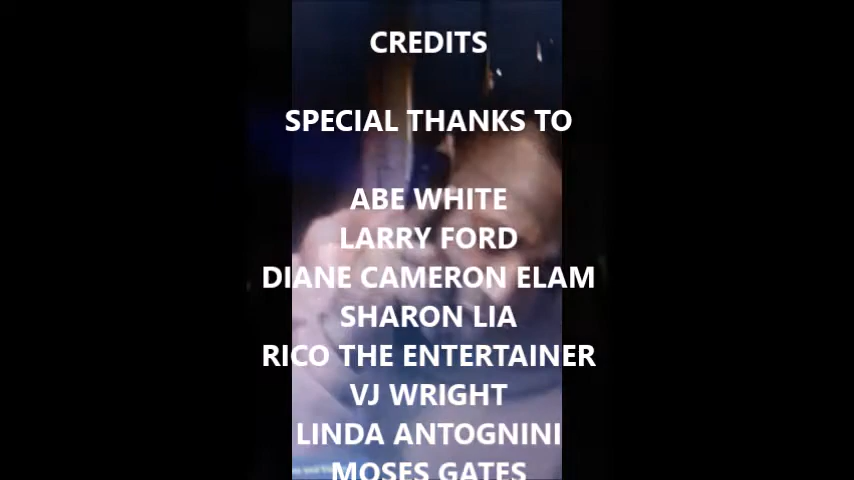 CREDITS
SPECIAL THANKS TO
ABE WHITE
LARRY FORD
DIANE CAMERON ELAM
SHARON LIA
RICO THE ENTERTAINER
VJ WRIGHT
LINDA ANTOGNINI
MOSES GATES